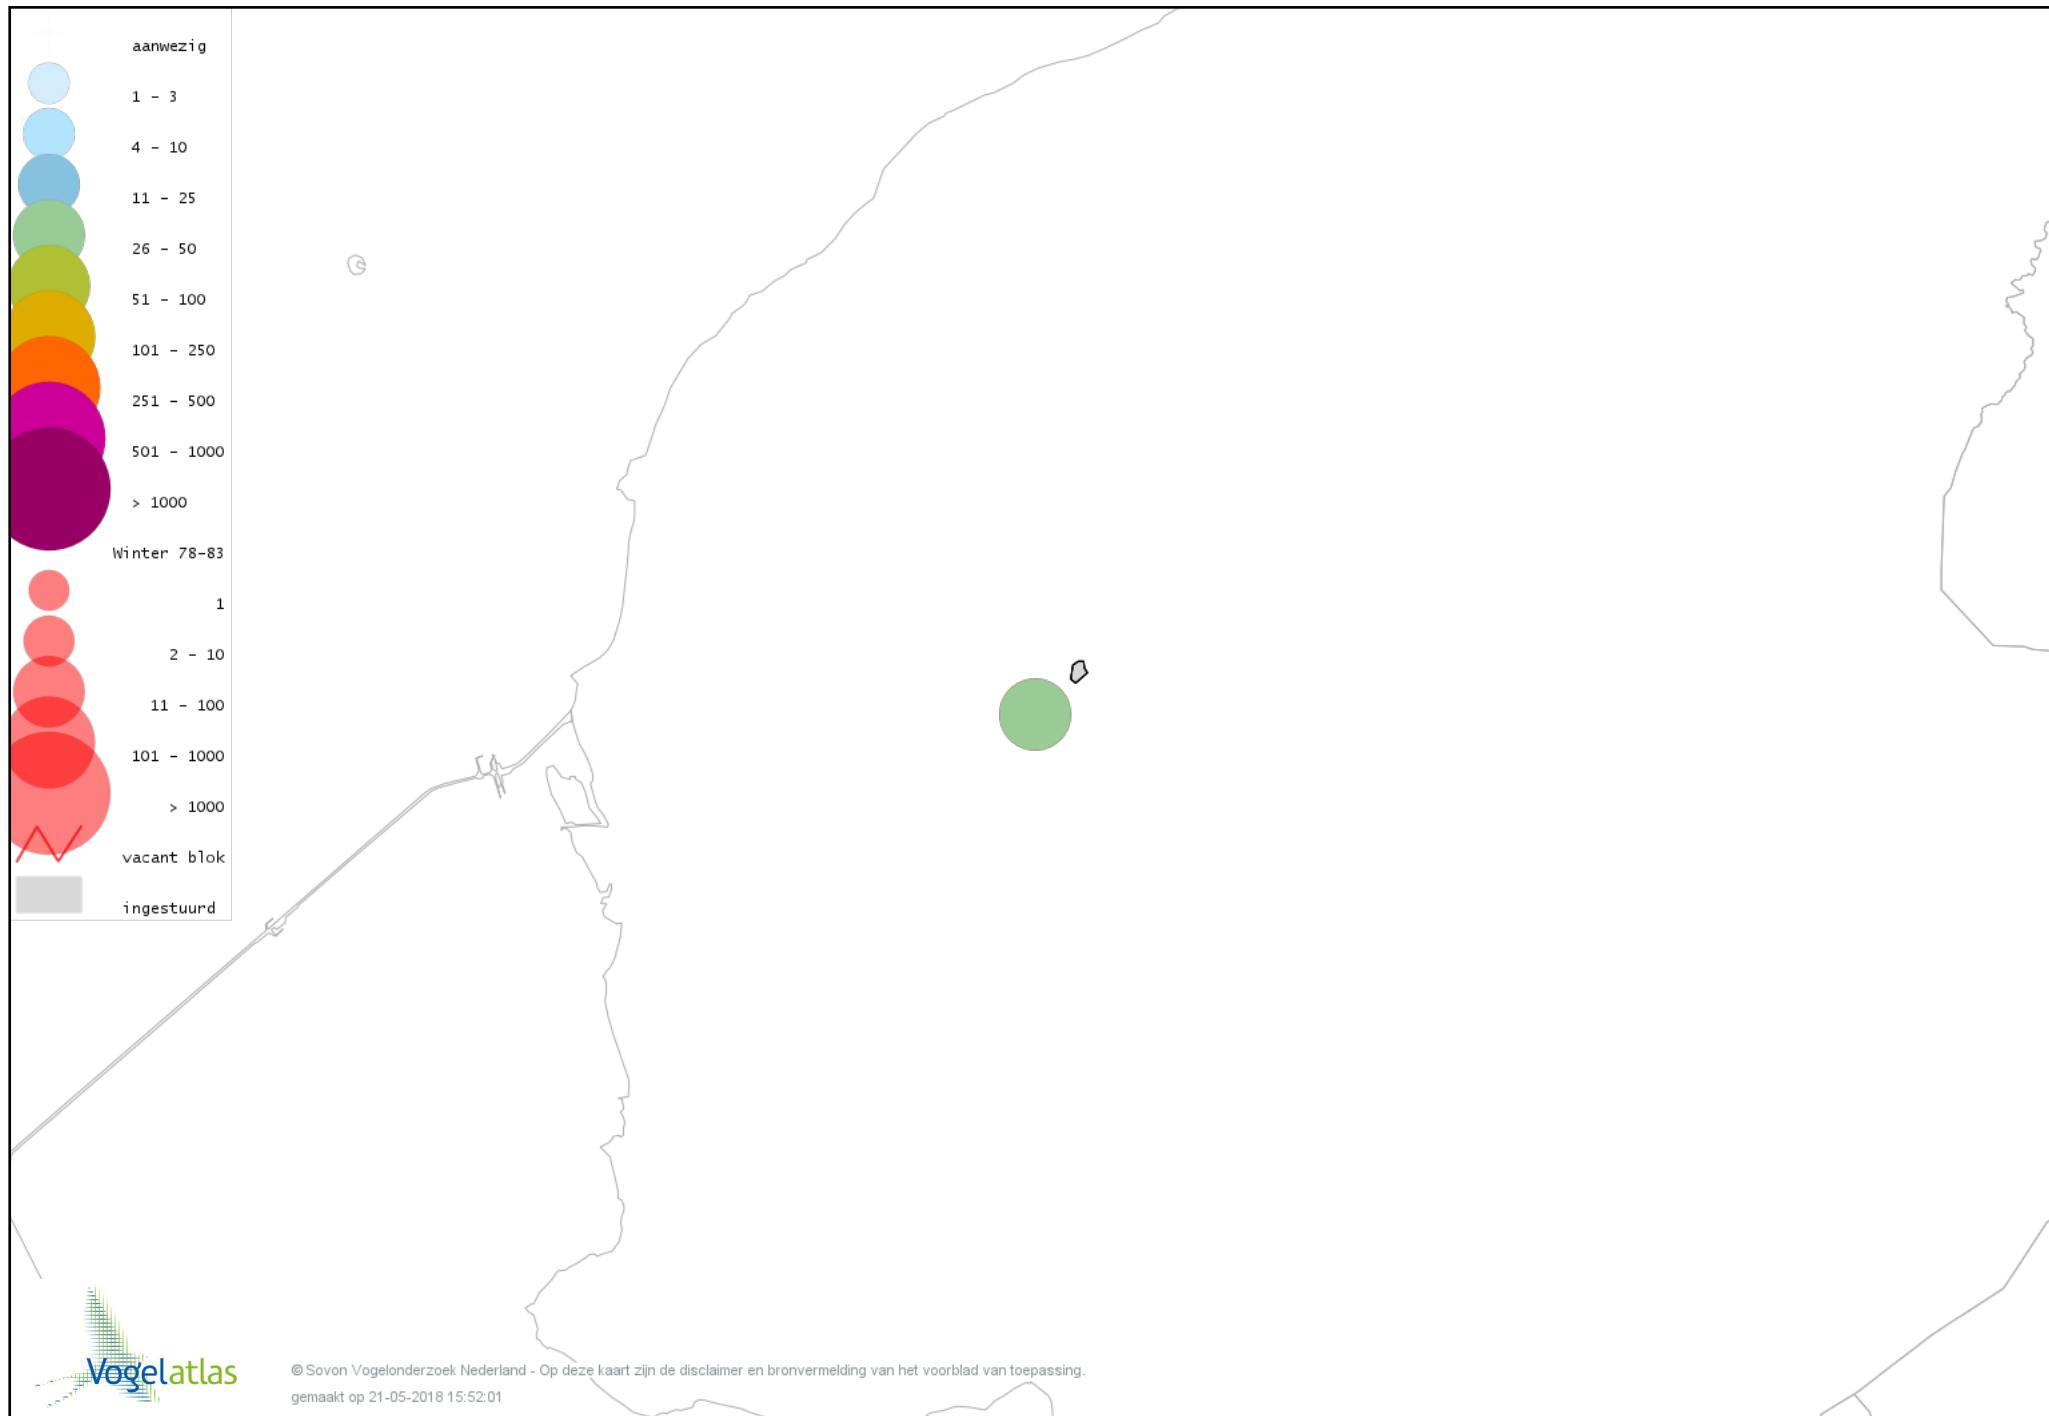 aanwezig
1 - 3
4 - 10
11 - 25
26 - 50
51 - 100
101 - 250
251 - 500
501 - 1000
> 1000
Winter 78-83
1
2 - 10
11 - 100
101 - 1000
> 1000
vacant blok
ingestuurd
Vogelatlas
© Sovon Vogelonderzoek Nederland - Op deze kaart zijn de disclaimer en bronvermelding van het voorblad van toepassing.
gemaakt op 21-05-2018 15:52:01